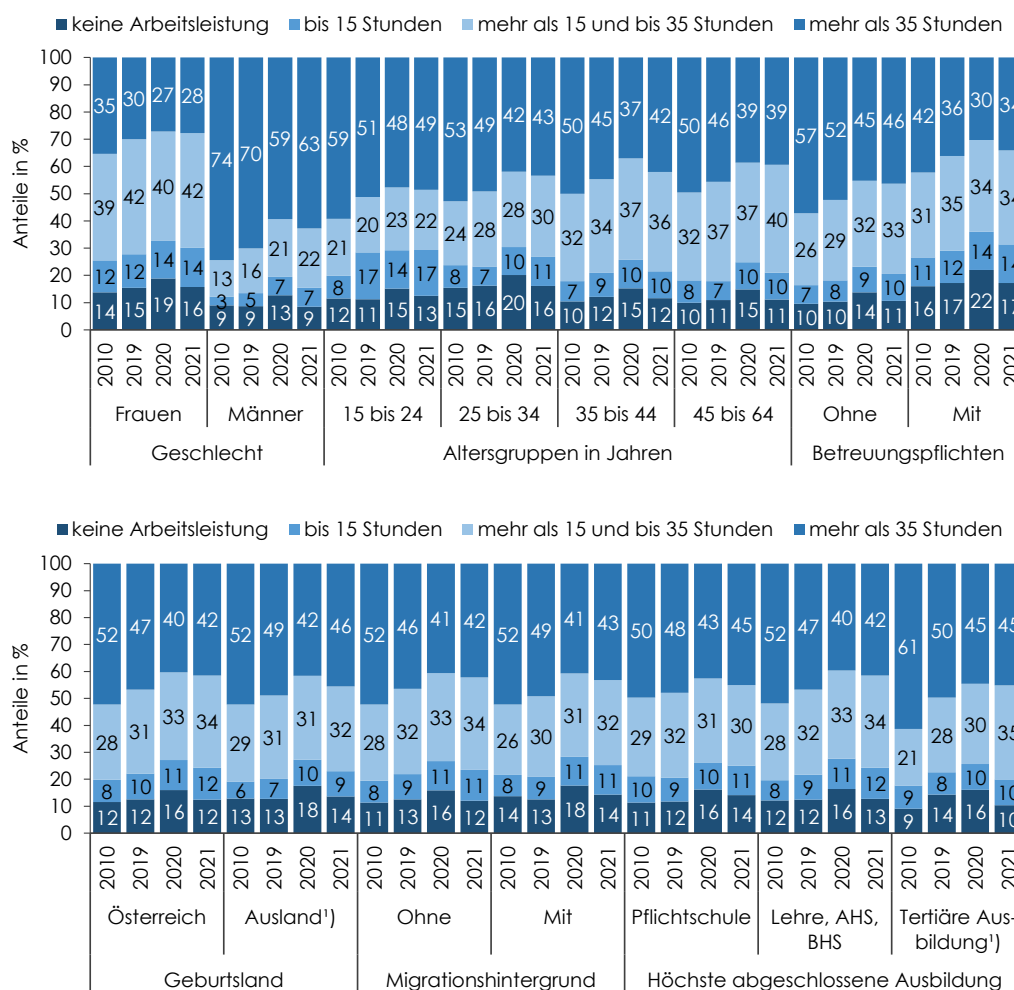 keine Arbeitsleistung bis 15 Stunden mehr als 15 und bis 35 Stunden mehr als 35 Stunden
Anteile in %
100
90
80
70
60
50
40
30
20
10
0
35 30 27 28 74 70 59 63 59 51 48 49 53 49 42 43 50 45 37 42 50 46 39 39 57 52 45 46 42 36 30 34
39 42 40 42 13 16 21 22 21 20 23 22 24 28 28 30 32 34 37 36 32 37 37 40 26 29 32 33 31 35 34 34
12 12 14 14 3 5 7 7 8 17 14 17 8 7 10 11 7 9 10 10 8 7 10 10 7 8 9 10 11 12 14 14
14 15 19 16 9 9 13 9 12 11 15 13 15 16 20 16 10 12 15 12 10 11 15 11 10 10 14 11 16 17 22 17
2010 2019 2020 2021 2010 2019 2020 2021 2010 2019 2020 2021 2010 2019 2020 2021 2010 2019 2020 2021 2010 2019 2020 2021 2010 2019 2020 2021 2010 2019 2020 2021
Frauen Männer 15 bis 24 25 bis 34 35 bis 44 45 bis 64 Ohne Mit
Geschlecht Altersgruppen in Jahren Betreuungspflichten
keine Arbeitsleistung bis 15 Stunden mehr als 15 und bis 35 Stunden mehr als 35 Stunden
Anteile in %
100
90
80
70
60
50
40
30
20
10
0
52 47 40 42 52 49 42 46 52 46 41 42 52 49 41 43 50 48 43 45 52 47 40 42 61 50 45 45
28 31 33 34 29 31 31 32 28 32 33 34 26 30 31 32 29 32 31 30 28 32 33 34 21 28 30 35
8 10 11 12 6 7 10 9 8 9 11 11 8 9 11 11 10 9 10 11 8 9 11 12 9 8 10 10
12 12 16 12 13 13 18 14 11 13 16 12 14 13 18 14 11 12 16 14 12 12 16 13 9 14 16 10
2010 2019 2020 2021 2010 2019 2020 2021 2010 2019 2020 2021 2010 2019 2020 2021 2010 2019 2020 2021 2010 2019 2020 2021 2010 2019 2020 2021
Österreich Ausland¹) Ohne Mit Pflichtschule Lehre, AHS, Tertiäre Aus-
BHS bildung¹)
Geburtsland Migrationshintergrund Höchste abgeschlossene Ausbildung